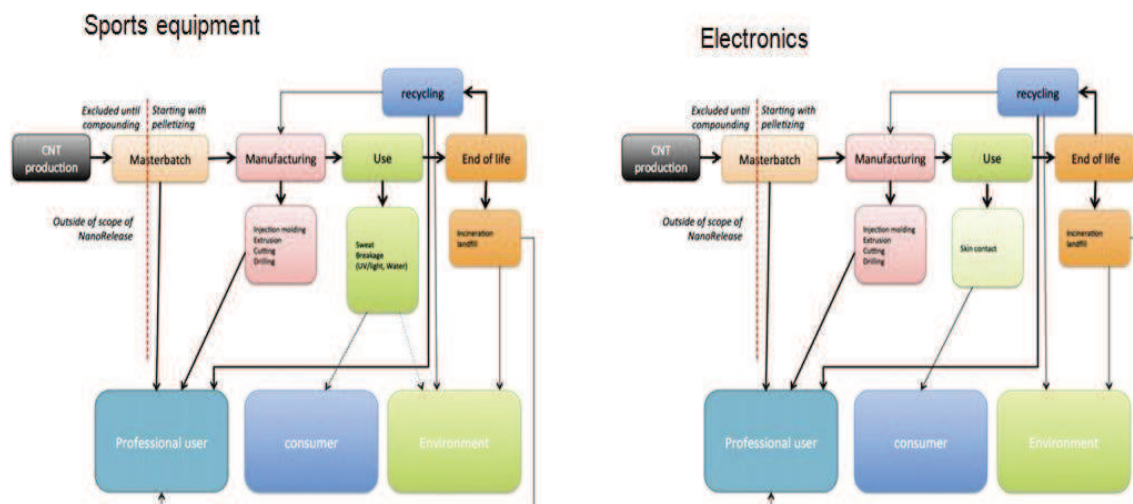 Sports equipment
recycling
Excluded until
compounding
Starting with
pelletizing
CNT
production
Masterbatch
Manufacturing
Use
End of life
Outside of scope of
NanoRelease
Injection molding
Extrusion
Cutting
Drilling
Sweat
Breakage
(UV/light, Water)
Incineration
landfill
Professional user
consumer
Environment
Electronics
recycling
Excluded until
compounding
Starting with
pelletizing
CNT
production
Masterbatch
Manufacturing
Use
End of life
Outside of scope of
NanoRelease
Injection molding
Extrusion
Cutting
Drilling
Skin contact
Incineration
landfill
Professional user
consumer
Environment